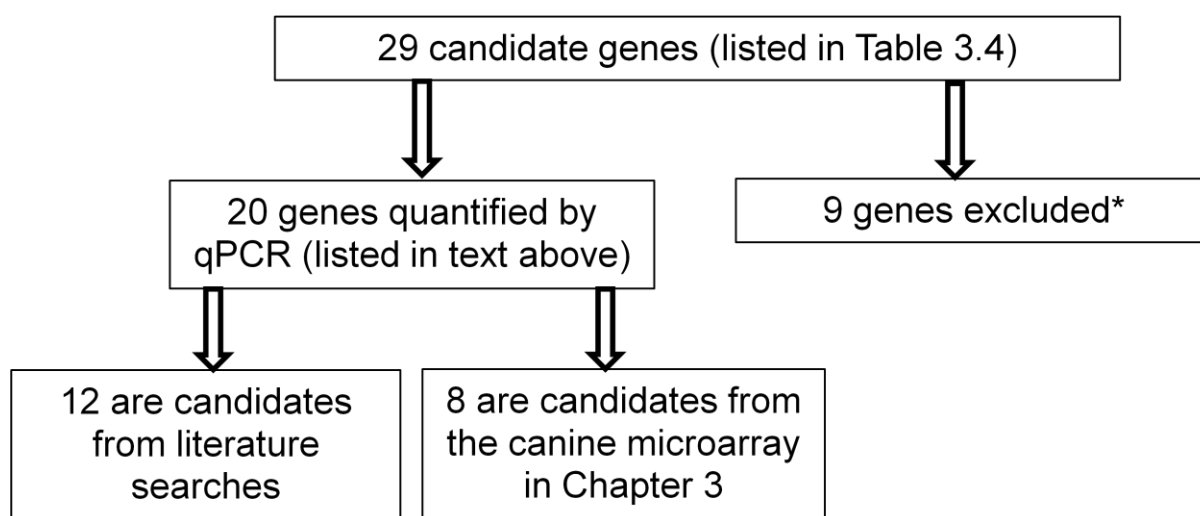 29 candidate genes (listed in Table 3.4)
20 genes quantified by
qPCR (listed in text above)
9 genes excluded*
12 are candidates
from literature
searches
8 are candidates from
the canine microarray
in Chapter 3